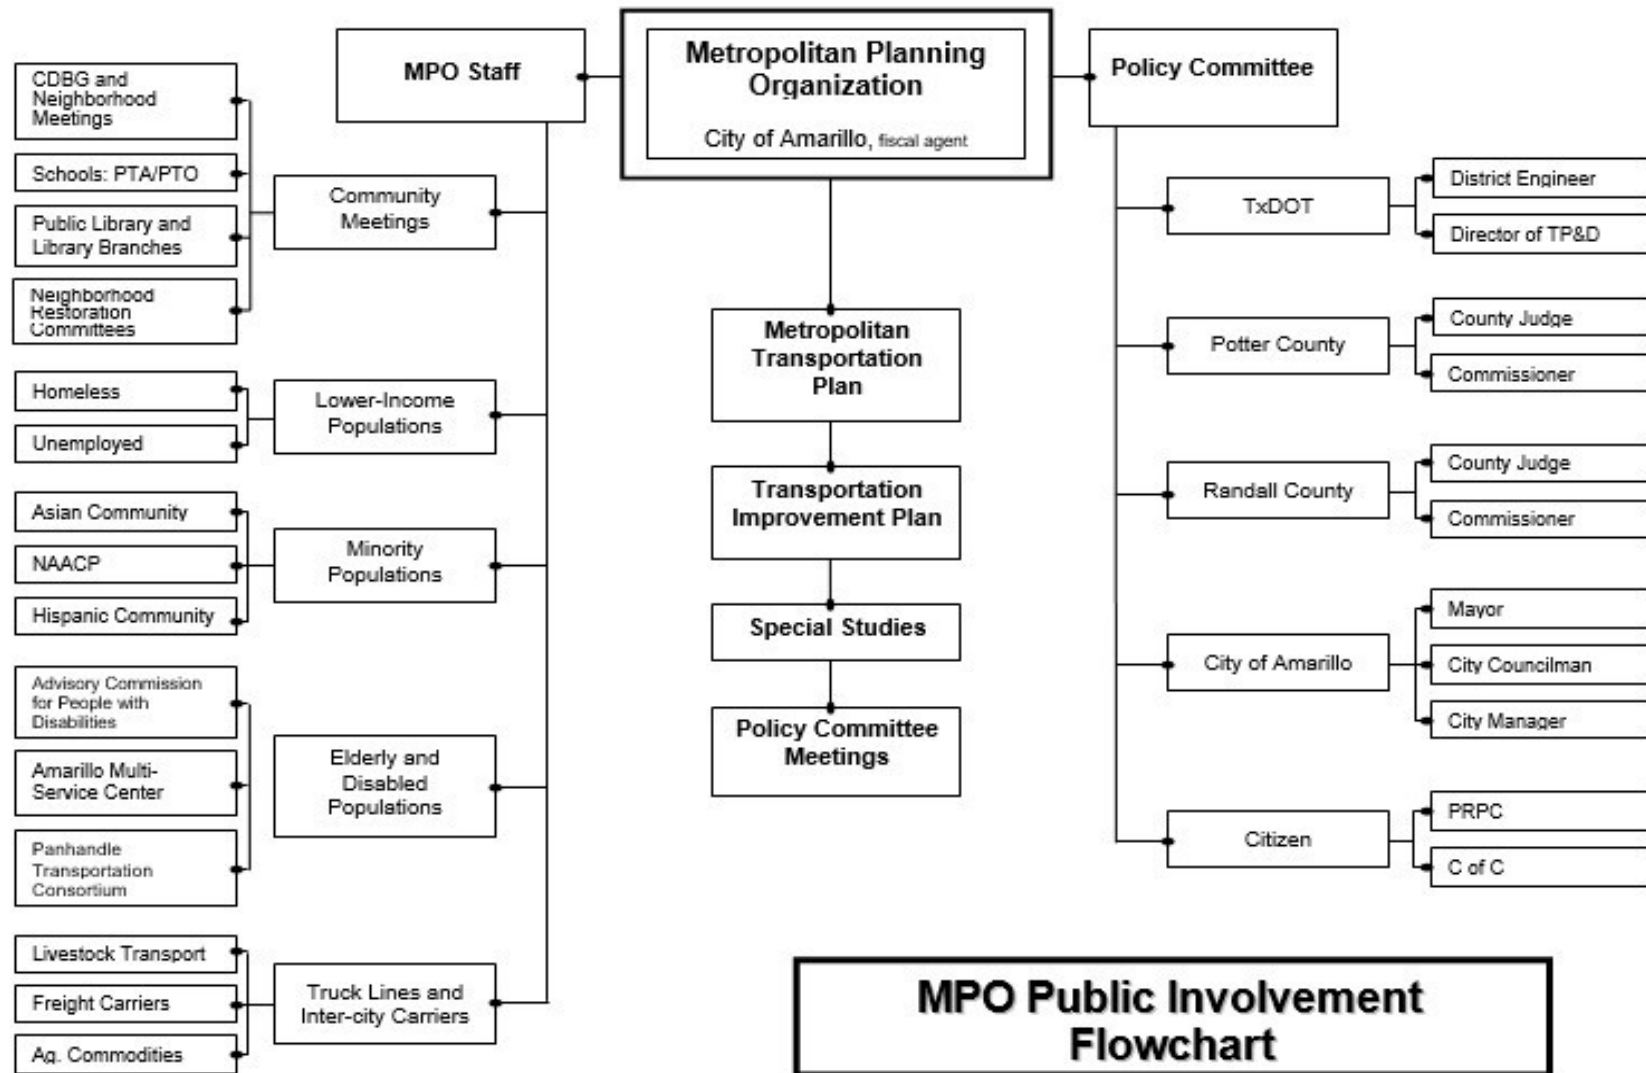 Metropolitan Planning
Organization
City of Amarillo, fiscal agent
MPO Staff
Policy Committee
CDBG and
Neighborhood
Meetings
Schools: PTA/PTO
Public Library and
Library Branches
Neighborhood
Restoration
Committees
Community
Meetings
Homeless
Unemployed
Lower-Income
Populations
Asian Community
NAACP
Hispanic Community
Minority
Populations
Advisory Commission
for People with
Disabilities
Amarillo Multi-
Service Center
Panhandle
Transportation
Consortium
Elderly and
Disabled
Populations
Livestock Transport
Freight Carriers
Ag. Commodities
Truck Lines and
Inter-city Carriers
Metropolitan
Transportation
Plan
Transportation
Improvement Plan
Special Studies
Policy Committee
Meetings
TxDOT
District Engineer
Director of TP&D
Potter County
County Judge
Commissioner
Randall County
County Judge
Commissioner
City of Amarillo
Mayor
City Councilman
City Manager
Citizen
PRPC
C of C
MPO Public Involvement
Flowchart